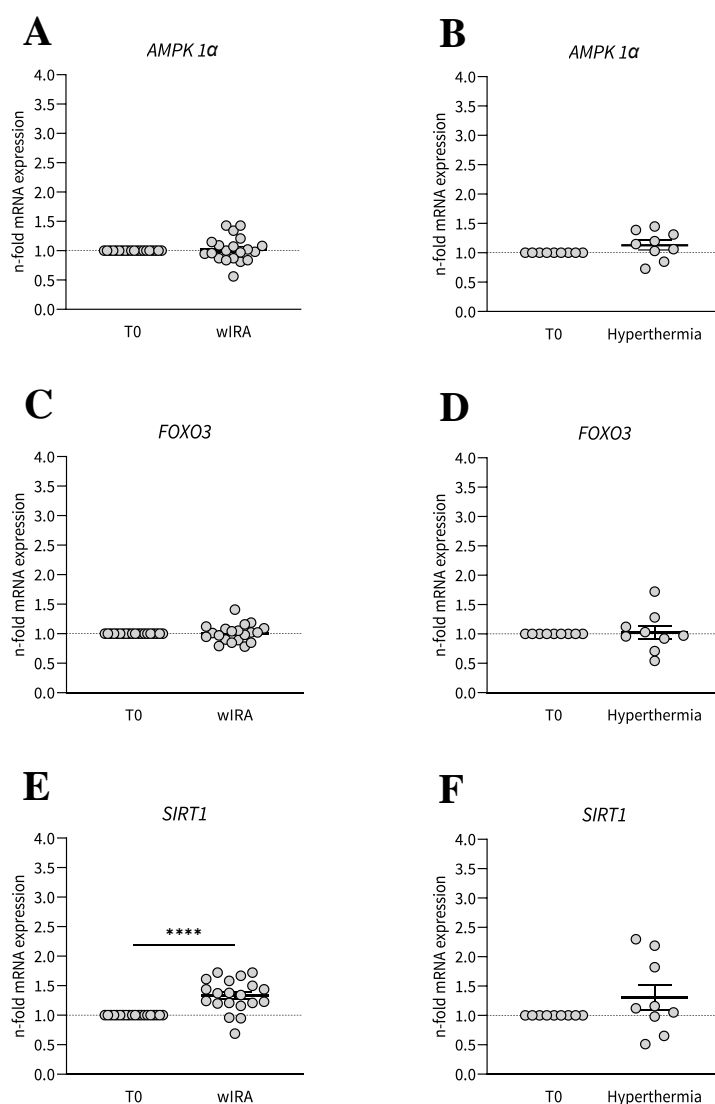 A
AMPK 1α
n-fold mRNA expression
4.0
3.5
3.0
2.5
2.0
1.5
1.0
0.5
0.0
T0 wIRA
B
AMPK 1α
n-fold mRNA expression
4.0
3.5
3.0
2.5
2.0
1.5
1.0
0.5
0.0
T0 Hyperthermia
C
FOXO3
n-fold mRNA expression
4.0
3.5
3.0
2.5
2.0
1.5
1.0
0.5
0.0
T0 wIRA
D
FOXO3
n-fold mRNA expression
4.0
3.5
3.0
2.5
2.0
1.5
1.0
0.5
0.0
T0 Hyperthermia
E
SIRT1
n-fold mRNA expression
4.0
3.5
3.0
2.5
2.0
1.5
1.0
0.5
0.0
****
T0 wIRA
F
SIRT1
n-fold mRNA expression
4.0
3.5
3.0
2.5
2.0
1.5
1.0
0.5
0.0
T0 Hyperthermia